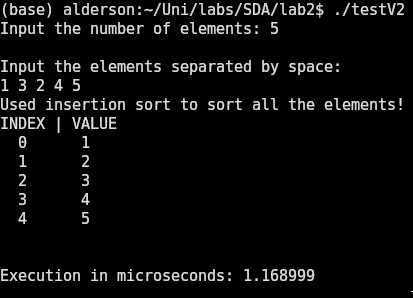 (base) alderson:~/Uni/labs/SDA/lab2$ ./testV2
Input the number of elements: 5
Input the elements separated by space:
1 3 2 4 5
Used insertion sort to sort all the elements!
INDEX | VALUE
0 1
1 2
2 3
3 4
4 5
Execution in microseconds: 1.168999